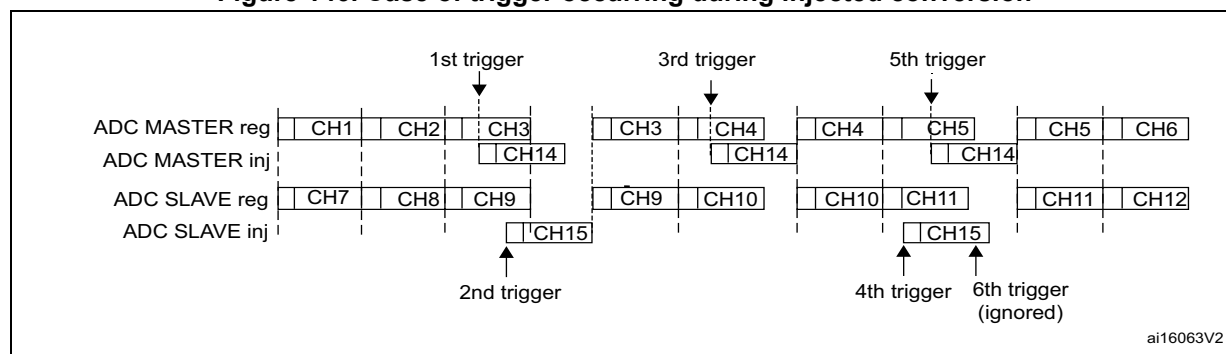 Figure 146. Case of trigger occurring during injected conversion
1st trigger 3rd trigger 5th trigger
ADC MASTER reg CH1 CH2 CH3 CH3 CH4 CH4 CH5 CH5 CH6
ADC MASTER inj CH14 CH14 CH14
ADC SLAVE reg CH7 CH8 CH9 CH9 CH10 CH10 CH11 CH11 CH12
ADC SLAVE inj CH15 CH15
2nd trigger 4th trigger 6th trigger
(ignored)
ai16063V2